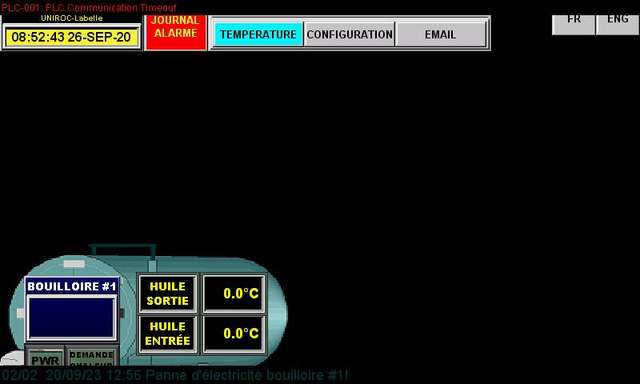 PLC-001: PLC Communication Timeout
UNIROC-Labelle
08:52:43 26-SEP-20
JOURNAL
ALARME
TEMPERATURE
CONFIGURATION
EMAIL
FR
ENG
BOUILLOIRE #1
HUILE
SORTIE
0.0°C
HUILE
ENTRÉE
0.0°C
PWR
DEMANDE
CHALEUR
02/02 20/09/23 12:56 Panne d'électricité bouilloire #1!